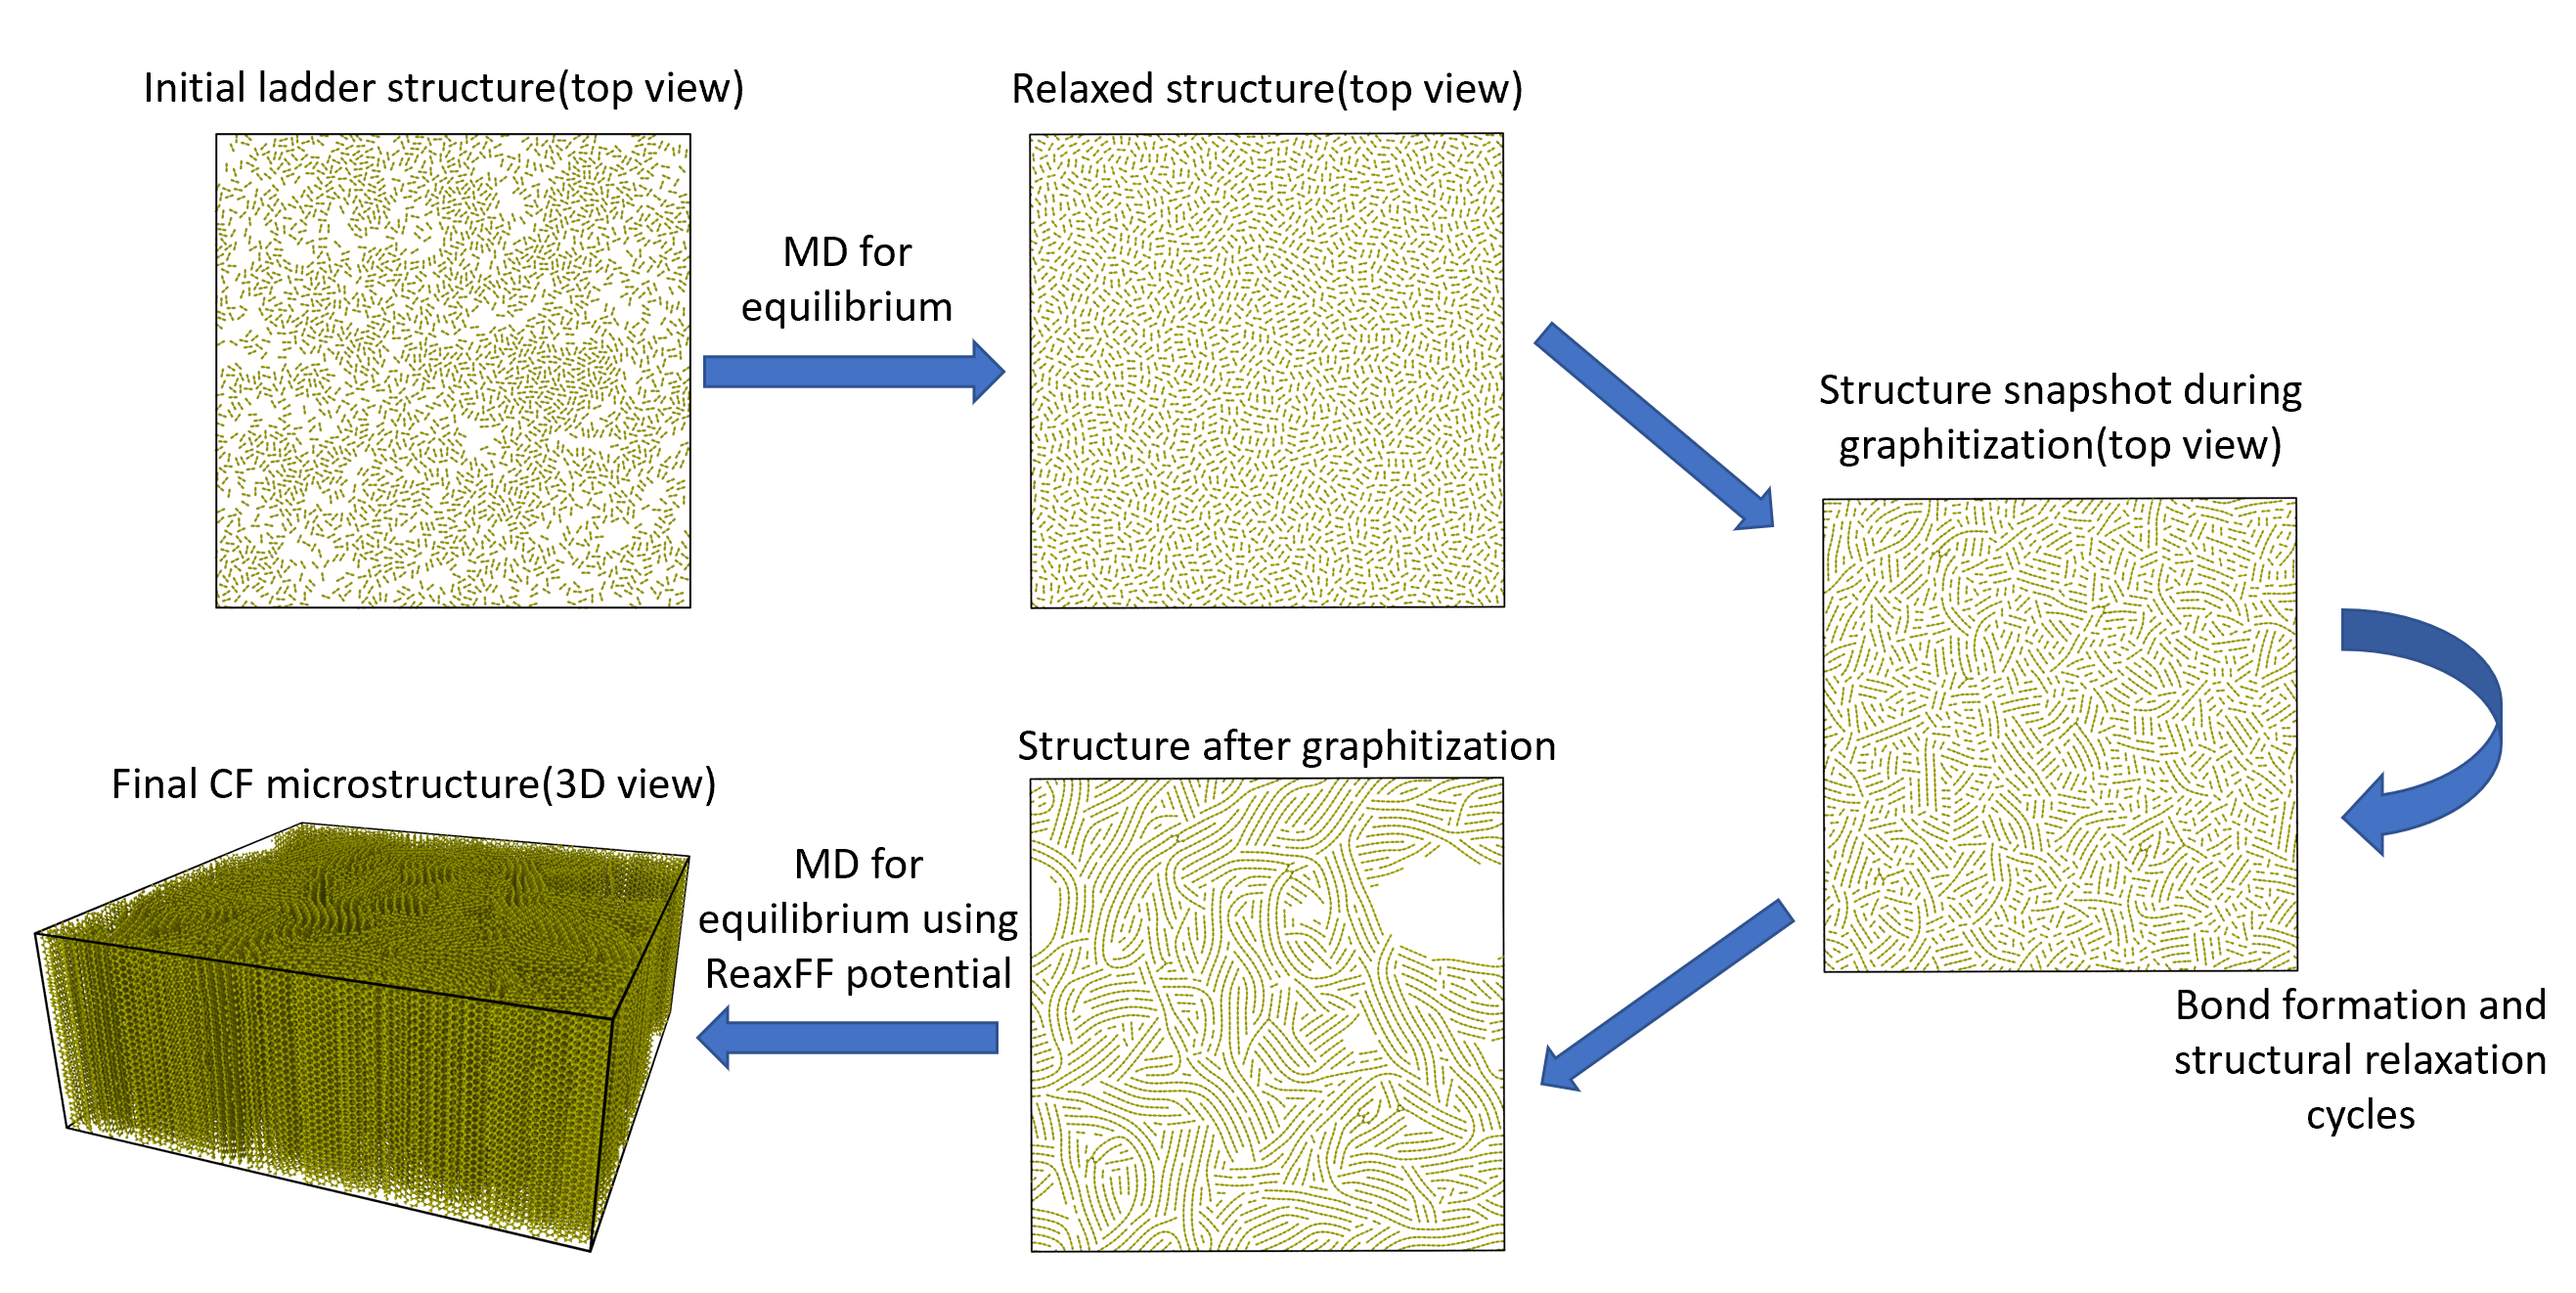 Initial ladder structure(top view)
Relaxed structure(top view)
MD for
equilibrium
Structure snapshot during
graphitization(top view)
Bond formation and
structural relaxation
cycles
Structure after graphitization
MD for
equilibrium using
ReaxFF potential
Final CF microstructure(3D view)